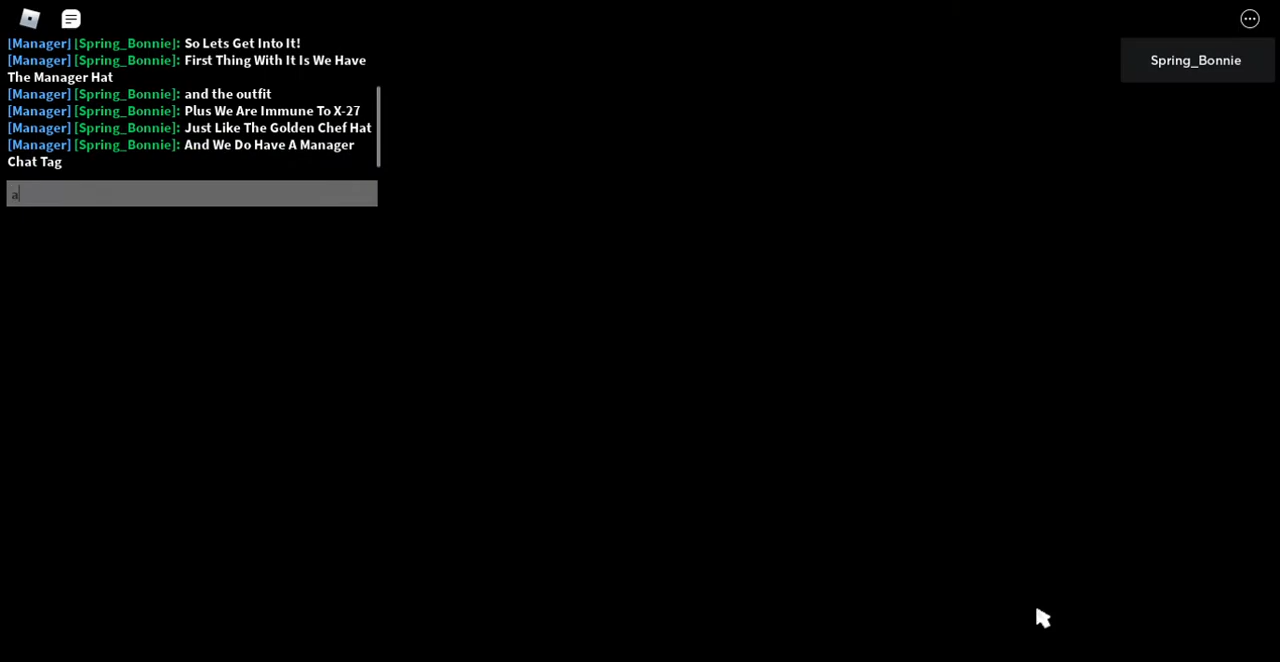 [Manager] [Spring_Bonnie]: So Lets Get Into It!
[Manager] [Spring_Bonnie]: First Thing With It Is We Have
The Manager Hat
[Manager] [Spring_Bonnie]: and the outfit
[Manager] [Spring_Bonnie]: Plus We Are Immune To X-27
[Manager] [Spring_Bonnie]: Just Like The Golden Chef Hat
[Manager] [Spring_Bonnie]: And We Do Have A Manager
Chat Tag
a
Spring_Bonnie